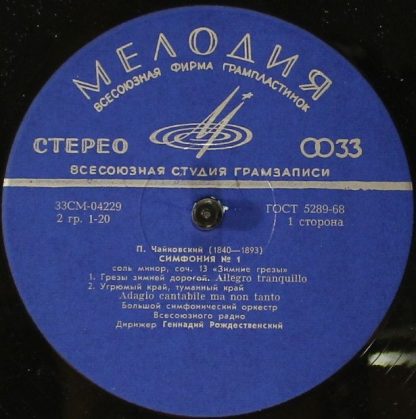 МЕЛОДИЯ
ВСЕСОЮЗНАЯ ФИРМА ГРАМПЛАСТИНОК
СТЕРЕО
33
ВСЕСОЮЗНАЯ СТУДИЯ ГРАМЗАПИСИ
33СМ-04229
ГОСТ 5289-68
2 гр. 1-20
1 сторона
П. Чайковский (1840—1893)
СИМФОНИЯ № 1
соль минор, соч. 13 «Зимние грезы»
1. Грезы зимней дорогой. Allegro tranquillo
2. Угрюмый край, туманный край
Adagio cantabile ma non tanto
Большой симфонический оркестр
Всесоюзного радио
Дирижер Геннадий Рождественский